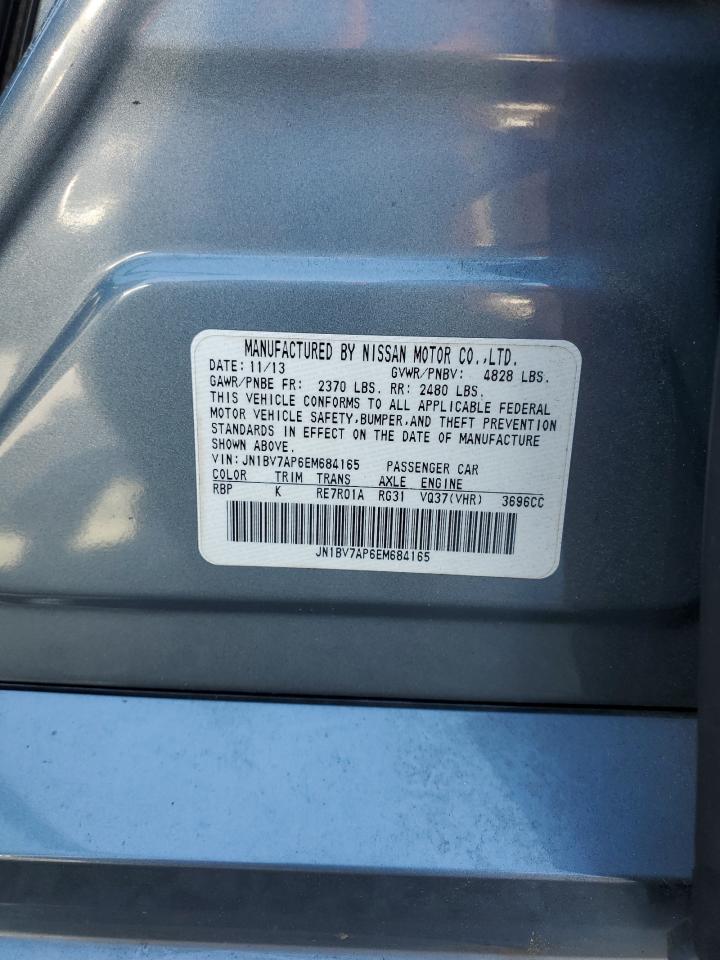 MANUFACTURED BY NISSAN MOTOR CO.,LTD.
DATE: 11/13 GVWR/PNBV: 4828 LBS.
GAWR/PNBE FR: 2370 LBS. RR: 2480 LBS.
THIS VEHICLE CONFORMS TO ALL APPLICABLE FEDERAL
MOTOR VEHICLE SAFETY,BUMPER,AND THEFT PREVENTION
STANDARDS IN EFFECT ON THE DATE OF MANUFACTURE
SHOWN ABOVE.
VIN:JN1BV7AP6EM684165 PASSENGER CAR
COLOR TRIM TRANS AXLE ENGINE
RBP K RE7R01A RG31 VQ37(VHR) 3696CC
JN1BV7AP6EM684165